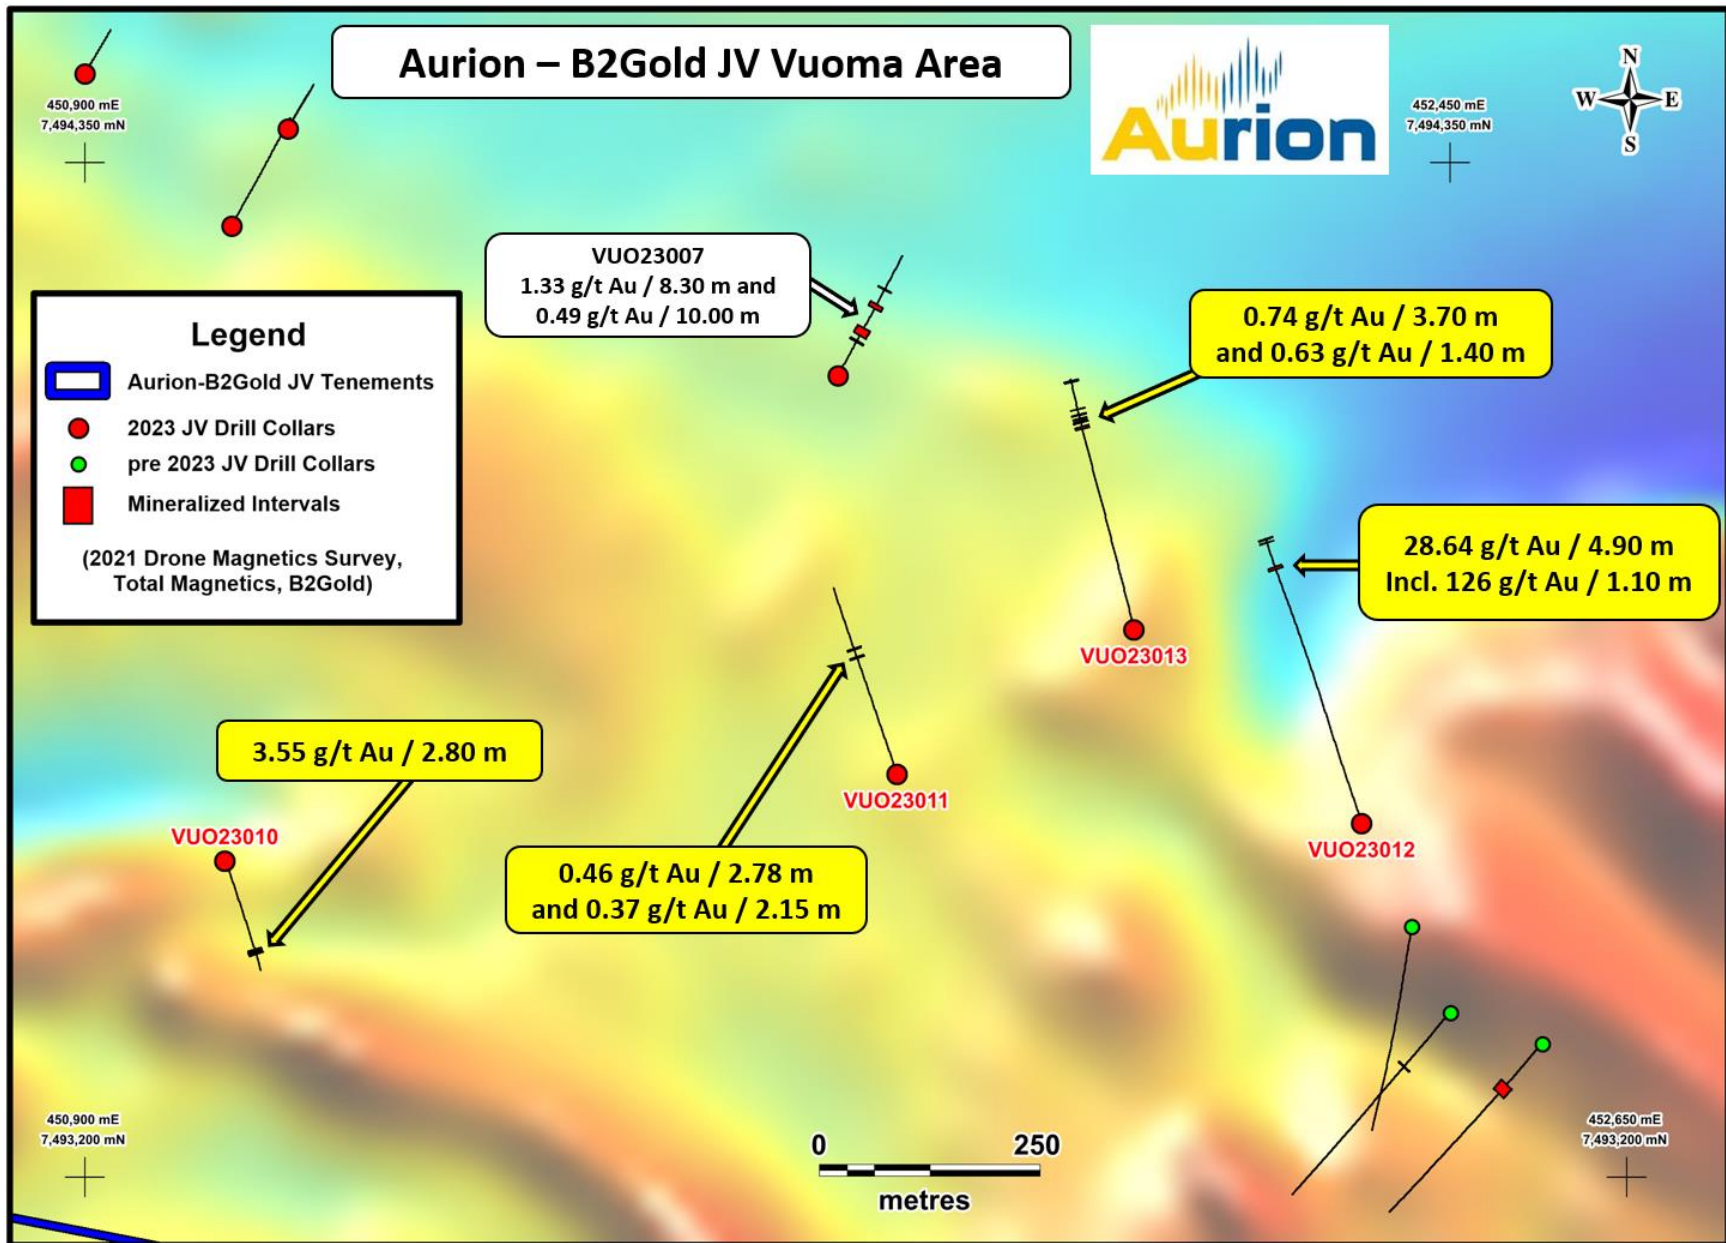 Aurion – B2Gold JV Vuoma Area
Aurion
N
W
E
S
450,900 mE
7,494,350 mN
452,450 mE
7,494,350 mN
VUO23007
1.33 g/t Au / 8.30 m and
0.49 g/t Au / 10.00 m
0.74 g/t Au / 3.70 m
and 0.63 g/t Au / 1.40 m
Legend
Aurion-B2Gold JV Tenements
2023 JV Drill Collars
pre 2023 JV Drill Collars
Mineralized Intervals
(2021 Drone Magnetics Survey,
Total Magnetics, B2Gold)
28.64 g/t Au / 4.90 m
Incl. 126 g/t Au / 1.10 m
VUO23013
3.55 g/t Au / 2.80 m
VUO23011
VUO23010
VUO23012
0.46 g/t Au / 2.78 m
and 0.37 g/t Au / 2.15 m
450,900 mE
7,493,200 mN
0 250
metres
452,650 mE
7,493,200 mN